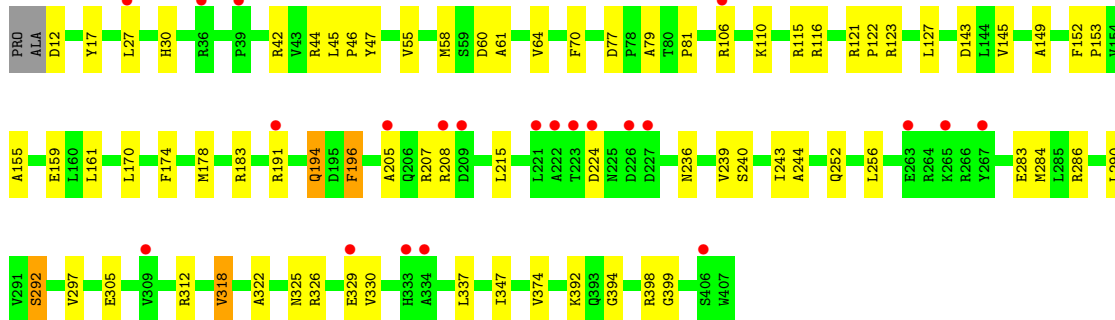 PRO ALA D12 Y17 L27 H30 R36 P39 R42 V43 R44 L45 P46 Y47 V55 M58 S59 D60 A61 V64 F70 D77 P78 A79 T80 P81 R106 K110 R115 R116 R121 P122 R123 L127 D143 L144 V145 A149 F152 P153 V154
A155 E159 L160 L161 L170 F174 M178 R183 R191 Q194 D195 F196 A205 Q206 R207 R208 D209 L215 L221 A222 T223 D224 N225 D226 D227 N236 V239 S240 I243 A244 Q252 L256 E263 R264 K265 R266 Y267 E283 M284 L285 R286 L290
V291 S292 V297 E305 V309 R312 V318 A322 N325 R326 E329 V330 H333 A334 L337 I347 V374 K392 Q393 G394 R398 G399 S406 W407